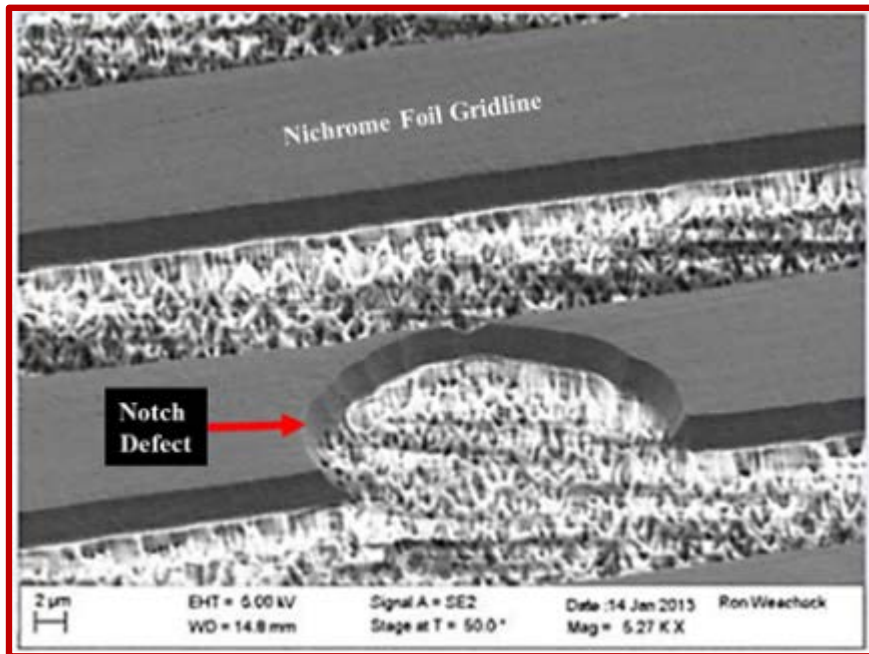 Nichrome Foil Gridline
Notch
Defect
2 µm
EHT = 5.00 kV
Signal A = SE2
Date :14 Jan 2013
Ron Weachock
WD = 14.8 mm
Stage at T = 50.0 °
Mag = 5.27 K X